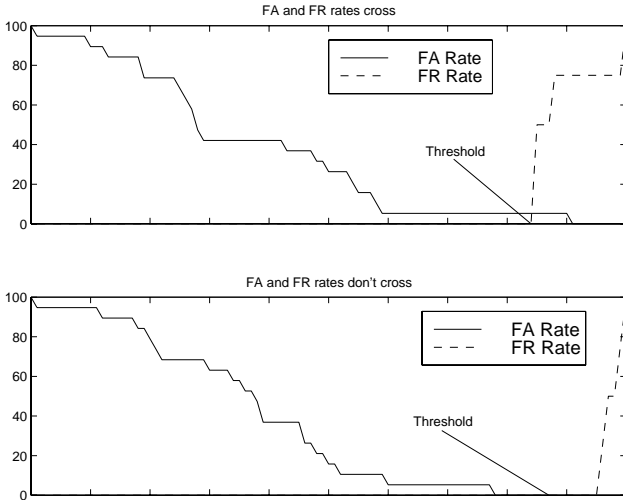 FA and FR rates cross
100
80
60
40
20
0
FA Rate
FR Rate
Threshold
FA and FR rates don't cross
100
80
60
40
20
0
FA Rate
FR Rate
Threshold